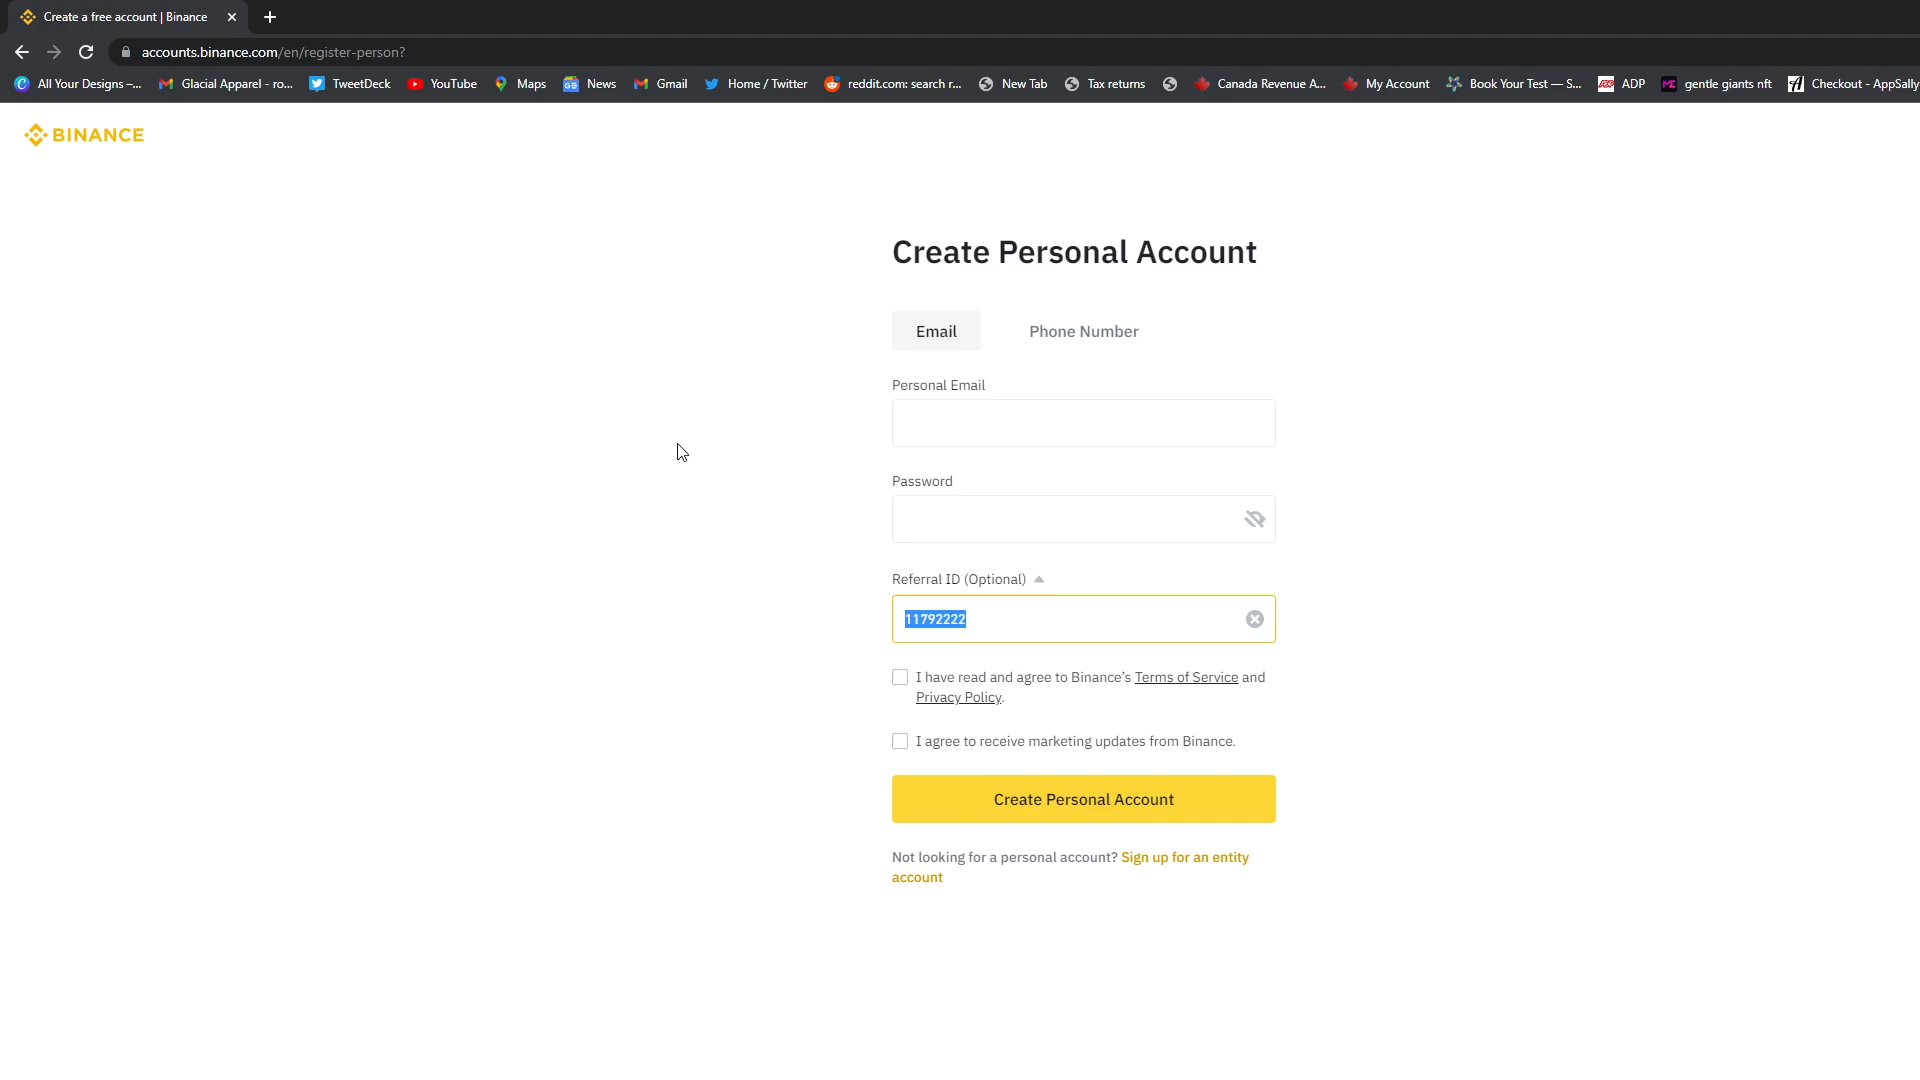 Create a free account | Binance
accounts.binance.com/en/register-person?
All Your Designs –... Glacial Apparel - ro... TweetDeck YouTube Maps News Gmail Home / Twitter reddit.com: search r... New Tab Tax returns Canada Revenue A... My Account Book Your Test — S... ADP gentle giants nft Checkout - AppSally
BINANCE
Create Personal Account
Email Phone Number
Personal Email
Password
Referral ID (Optional)
11792222
I have read and agree to Binance’s Terms of Service and
Privacy Policy.
I agree to receive marketing updates from Binance.
Create Personal Account
Not looking for a personal account? Sign up for an entity
account